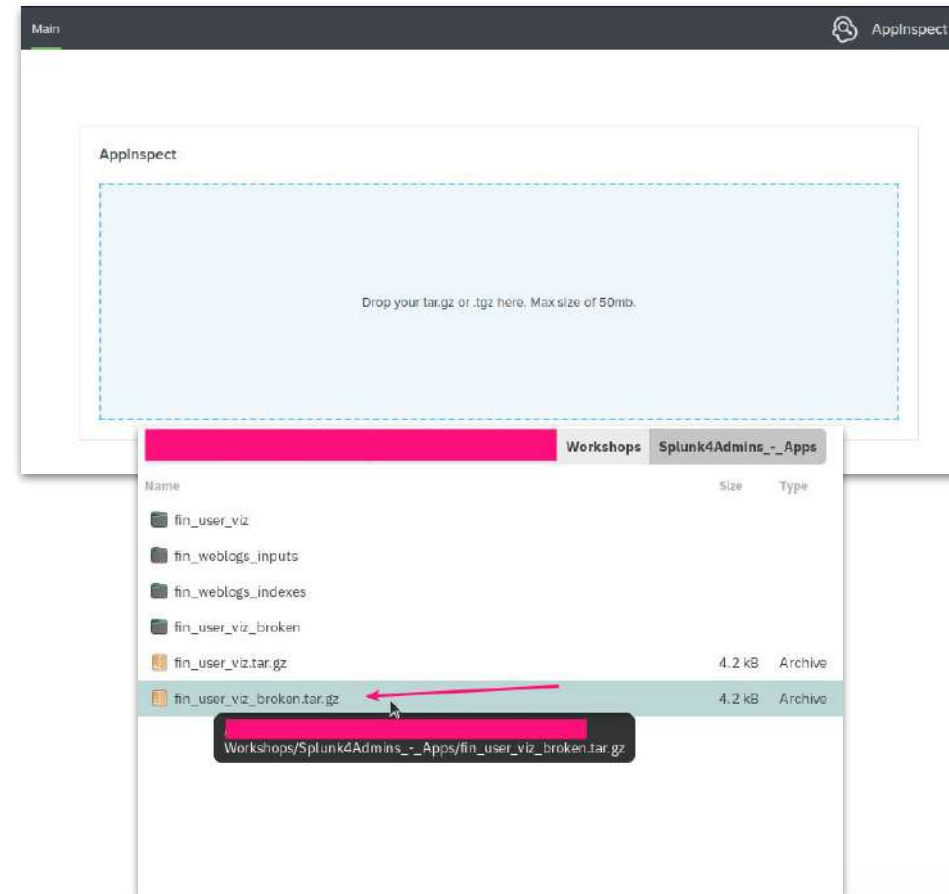 Main
AppInspect
AppInspect
Drop your tar.gz or .tgz here. Max size of 50mb.
Workshops Splunk4Admins_-_Apps
Name Size Type
fin_user_viz
fin_weblogs_inputs
fin_weblogs_indexes
fin_user_viz_broken
fin_user_viz.tar.gz 4.2 kB Archive
fin_user_viz_broken.tar.gz 4.2 kB Archive
Workshops/Splunk4Admins_-_Apps/fin_user_viz_broken.tar.gz